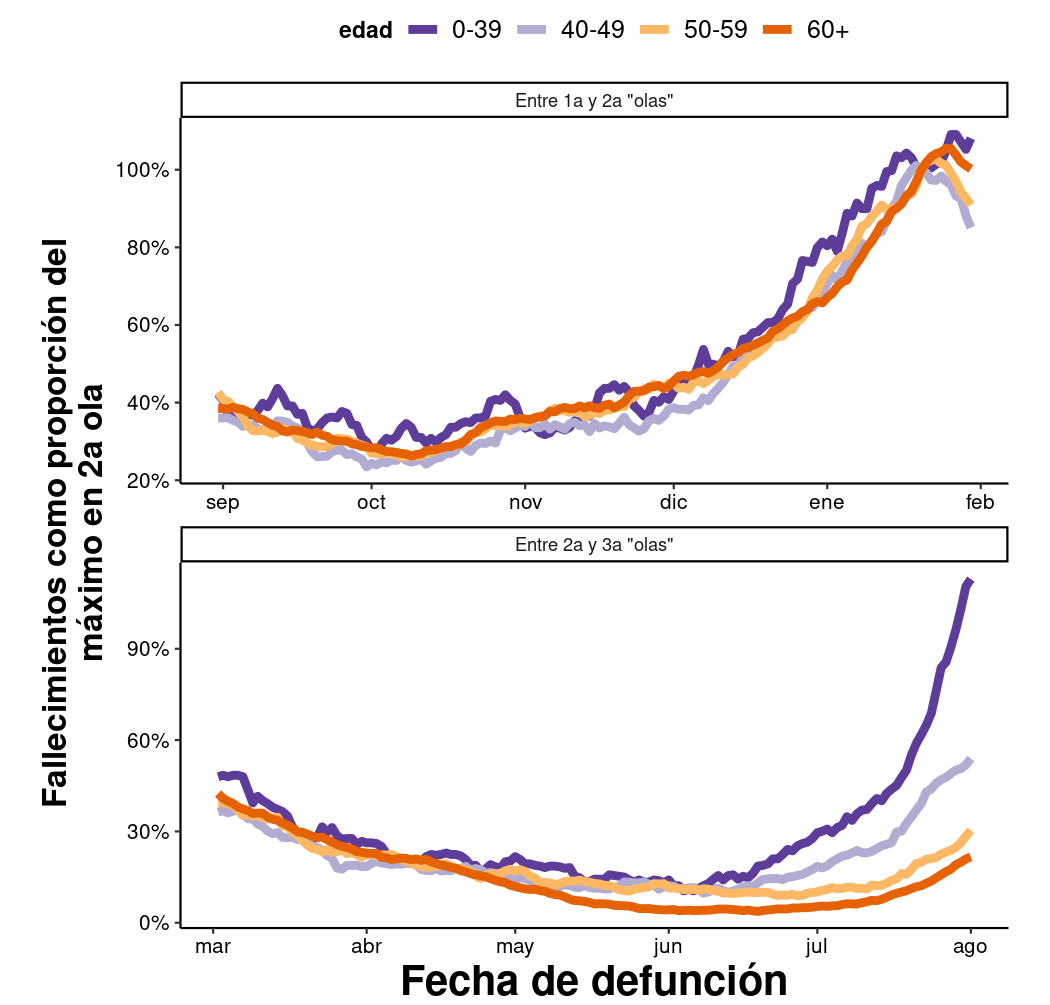 edad 0-39 40-49 50-59 60+
Entre 1a y 2a "olas"
100%
80%
60%
40%
20%
sep oct nov dic ene feb
Entre 2a y 3a "olas"
90%
60%
30%
0%
mar abr may jun jul ago
Fallecimientos como proporción del
máximo en 2a ola
Fecha de defunción